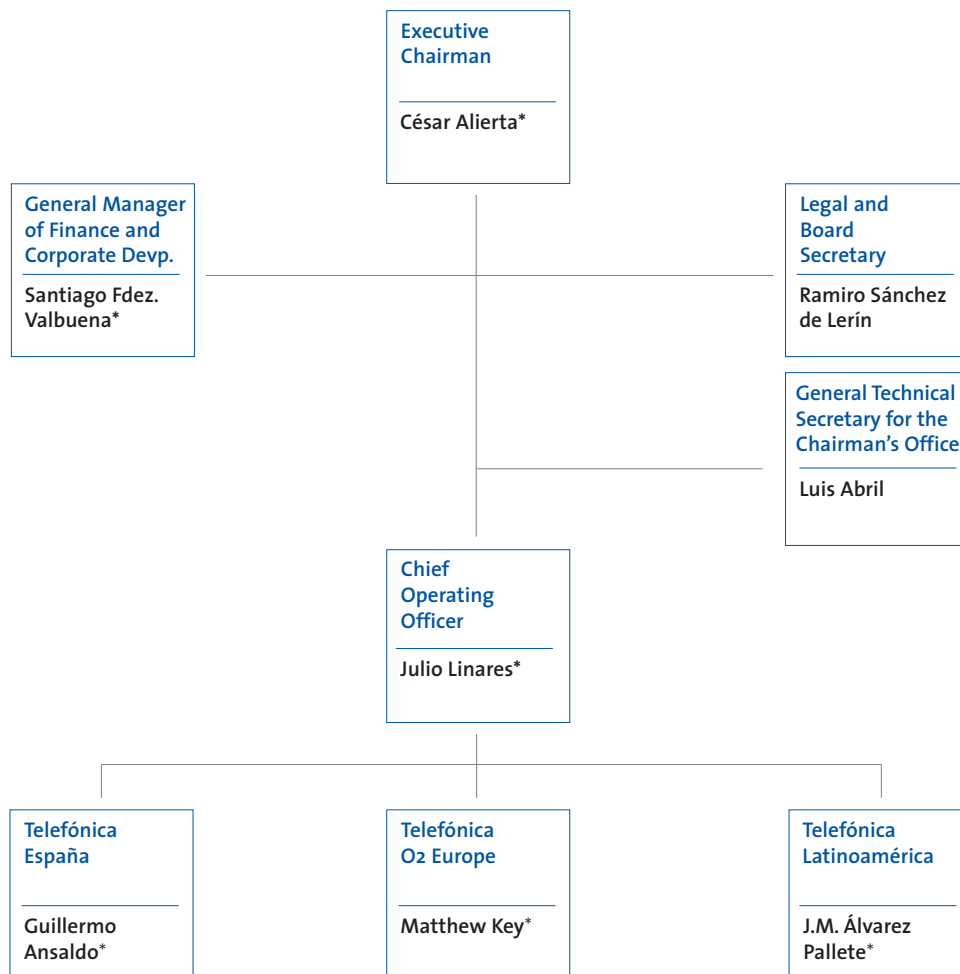 Executive
Chairman
César Alierta*
General Manager
of Finance and
Corporate Devp.
Santiago Fdez.
Valbuena*
Legal and
Board
Secretary
Ramiro Sánchez
de Lerín
General Technical
Secretary for the
Chairman’s Office
Luis Abril
Chief
Operating
Officer
Julio Linares*
Telefónica
España
Guillermo
Ansaldo*
Telefónica
O2 Europe
Matthew Key*
Telefónica
Latinoamérica
J.M. Álvarez
Pallete*